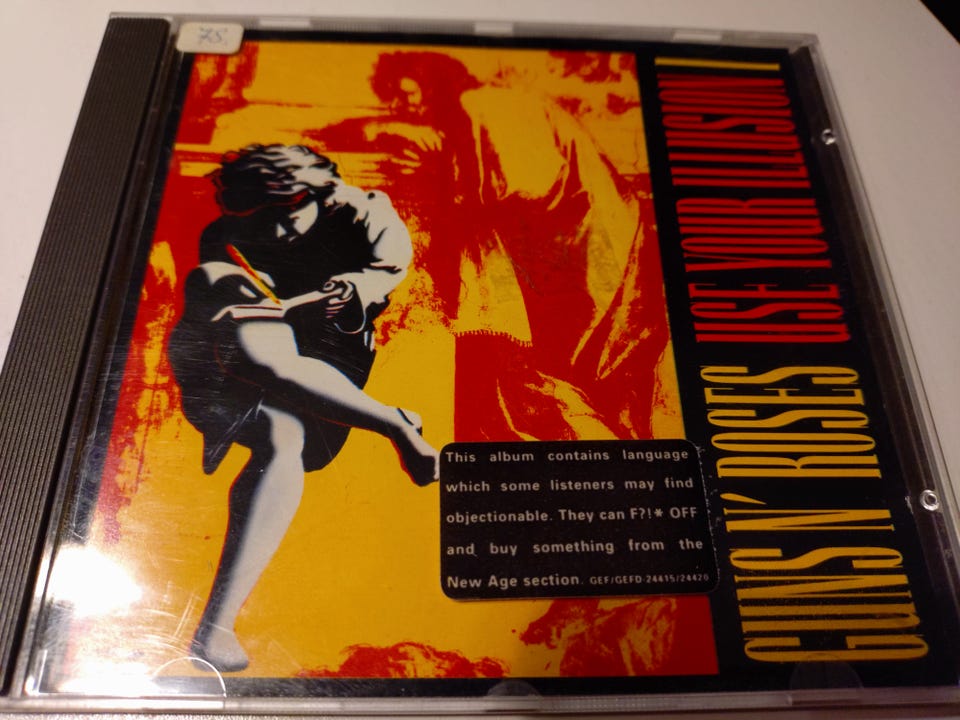 75,
GUNS N' ROSES USE YOUR ILLUSION I
This album contains language
which some listeners may find
objectionable. They can F?!* OFF
and buy something from the
New Age section. GEF/GEFD-24415/24420